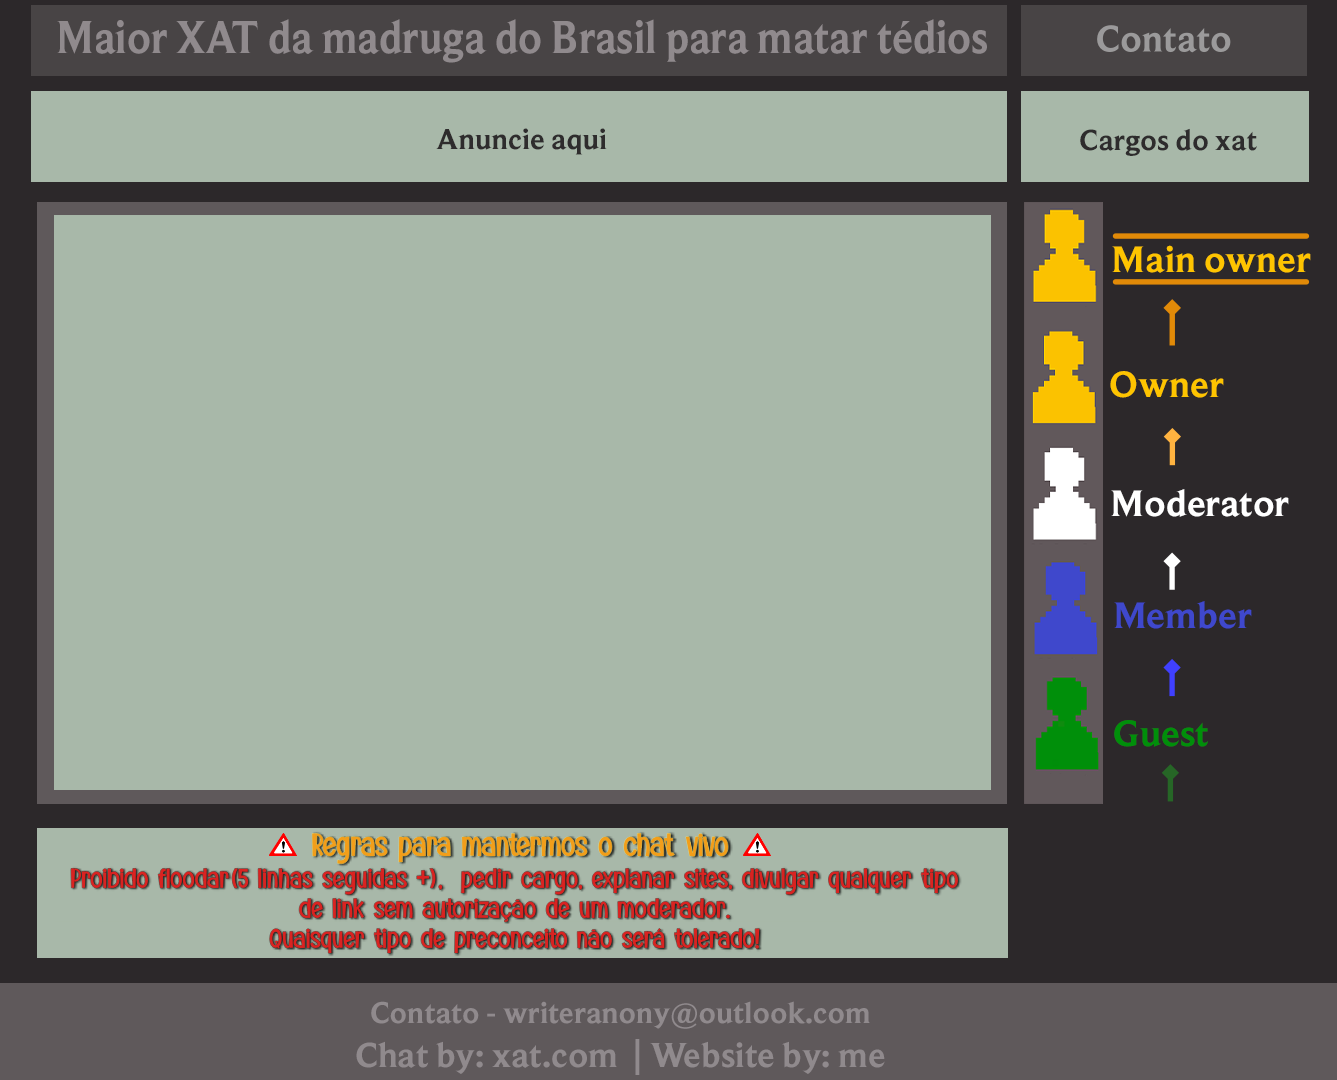 Maior XAT da madruga do Brasil para matar tédios
Contato
Anuncie aqui
Cargos do xat
Main owner
Owner
Moderator
Member
Guest
Regras para mantermos o chat vivo
Proibido floodar(5 linhas seguidas +), pedir cargo, explanar sites, divulgar qualquer tipo
de link sem autorização de um moderador.
Quaisquer tipo de preconceito não será tolerado!
Contato - writeranony@outlook.com
Chat by: xat.com | Website by: me